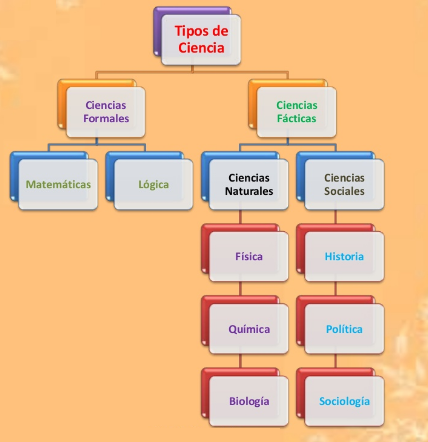 Tipos de
Ciencia
Ciencias
Formales
Ciencias
Fácticas
Matemáticas
Lógica
Ciencias
Naturales
Ciencias
Sociales
Física
Historia
Química
Política
Biología
Sociología